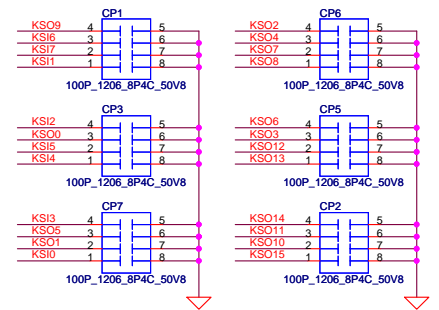 CP1
KSO9 4 5
KSI6 3 6
KSI7 2 7
KSI1 1 8
100P_1206_8P4C_50V8
CP6
KSO2 4 5
KSO4 3 6
KSO7 2 7
KSO8 1 8
100P_1206_8P4C_50V8
CP3
KSI2 4 5
KSO0 3 6
KSI5 2 7
KSI4 1 8
100P_1206_8P4C_50V8
CP5
KSO6 4 5
KSO3 3 6
KSO12 2 7
KSO13 1 8
100P_1206_8P4C_50V8
CP7
KSI3 4 5
KSO5 3 6
KSO1 2 7
KSI0 1 8
100P_1206_8P4C_50V8
CP2
KSO14 4 5
KSO11 3 6
KSO10 2 7
KSO15 1 8
100P_1206_8P4C_50V8